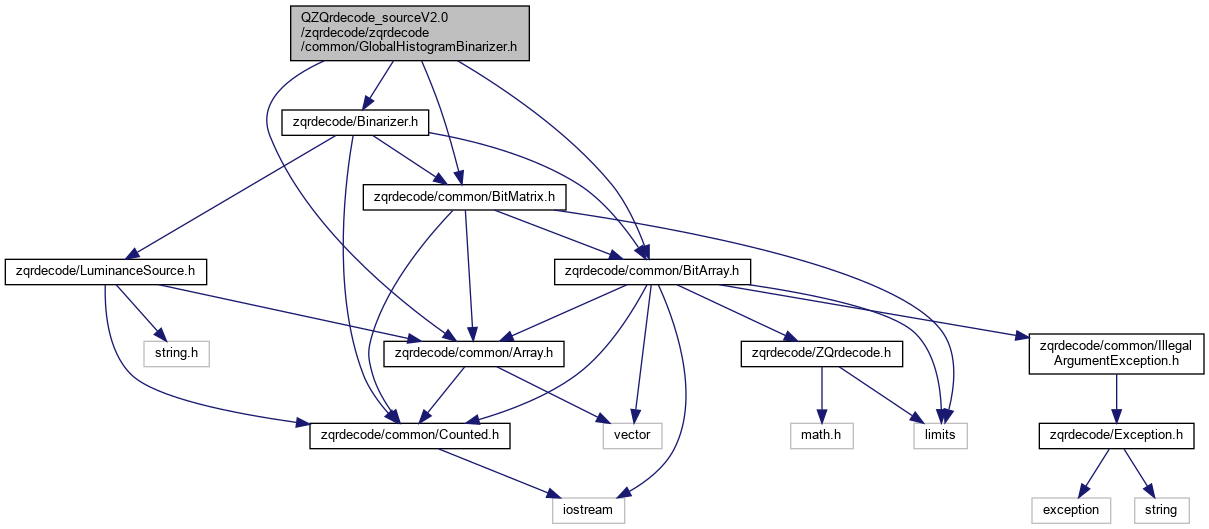 QZQrdecode_sourceV2.0
/zqrdecode/zqrdecode
/common/GlobalHistogramBinarizer.h
zqrdecode/Binarizer.h
zqrdecode/common/BitMatrix.h
zqrdecode/LuminanceSource.h
zqrdecode/common/BitArray.h
string.h
zqrdecode/common/Array.h
zqrdecode/ZQrdecode.h
zqrdecode/common/Illegal
ArgumentException.h
zqrdecode/common/Counted.h
vector
math.h
limits
zqrdecode/Exception.h
iostream
exception
string